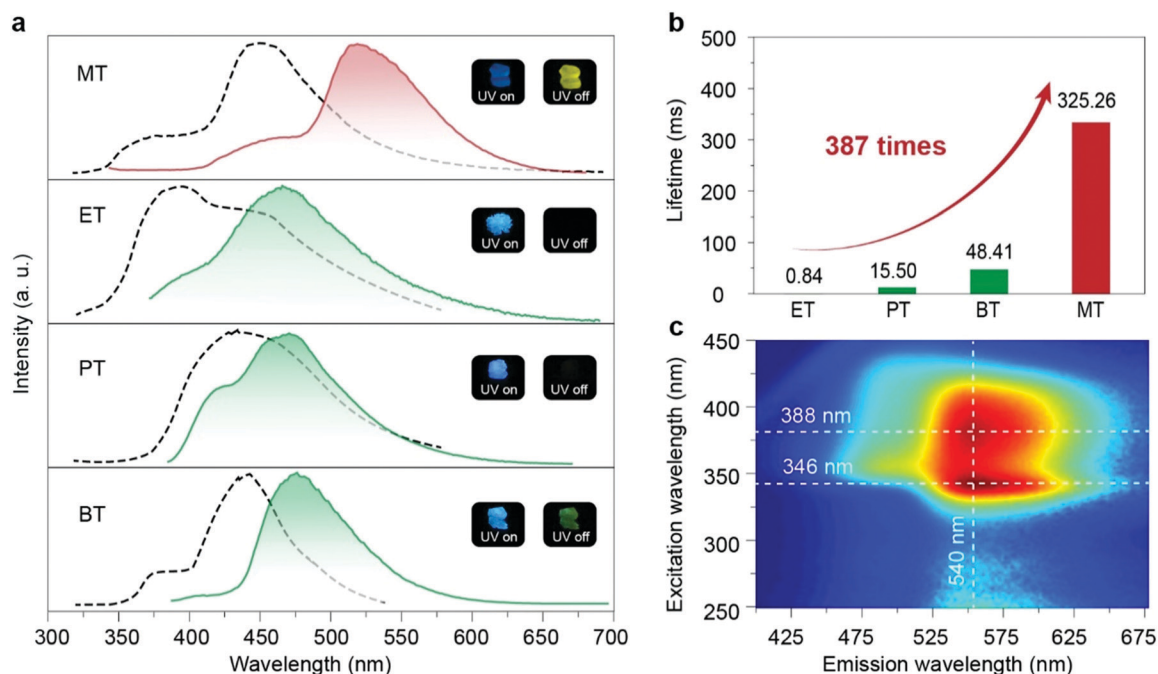 a
MT
UV on
UV off
ET
UV on
UV off
PT
UV on
UV off
BT
UV on
UV off
Intensity (a. u.)
300 350 400 450 500 550 600 650 700
Wavelength (nm)
b
500
400
300
200
100
0
Lifetime (ms)
387 times
0.84
15.50
48.41
325.26
ET PT BT MT
c
450
400
350
300
250
Excitation wavelength (nm)
388 nm
346 nm
540 nm
425 475 525 575 625 675
Emission wavelength (nm)